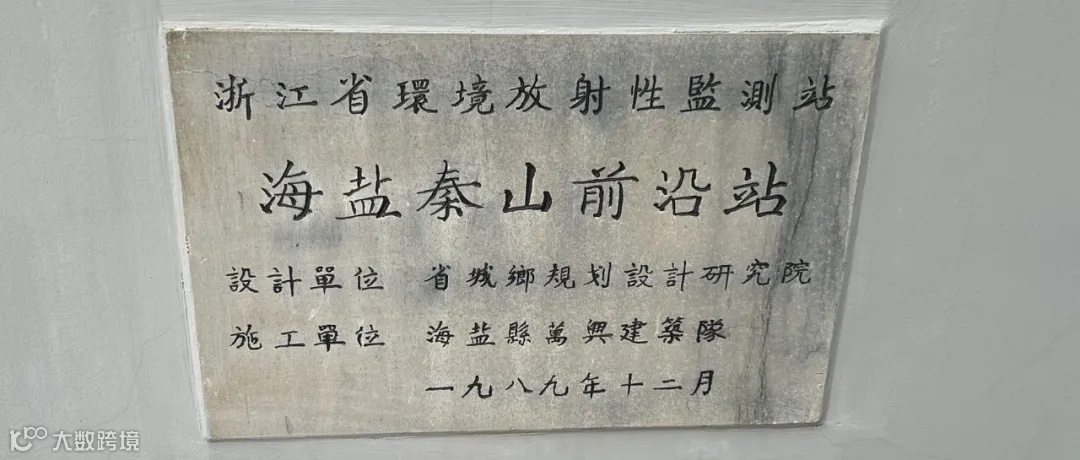 浙江省環境放射性監測站
海盐秦山前沿站
設計單位 省城鄉規划設計研究院
施工單位 海盐縣萬興建築隊
一九八九年十二月
大数跨境